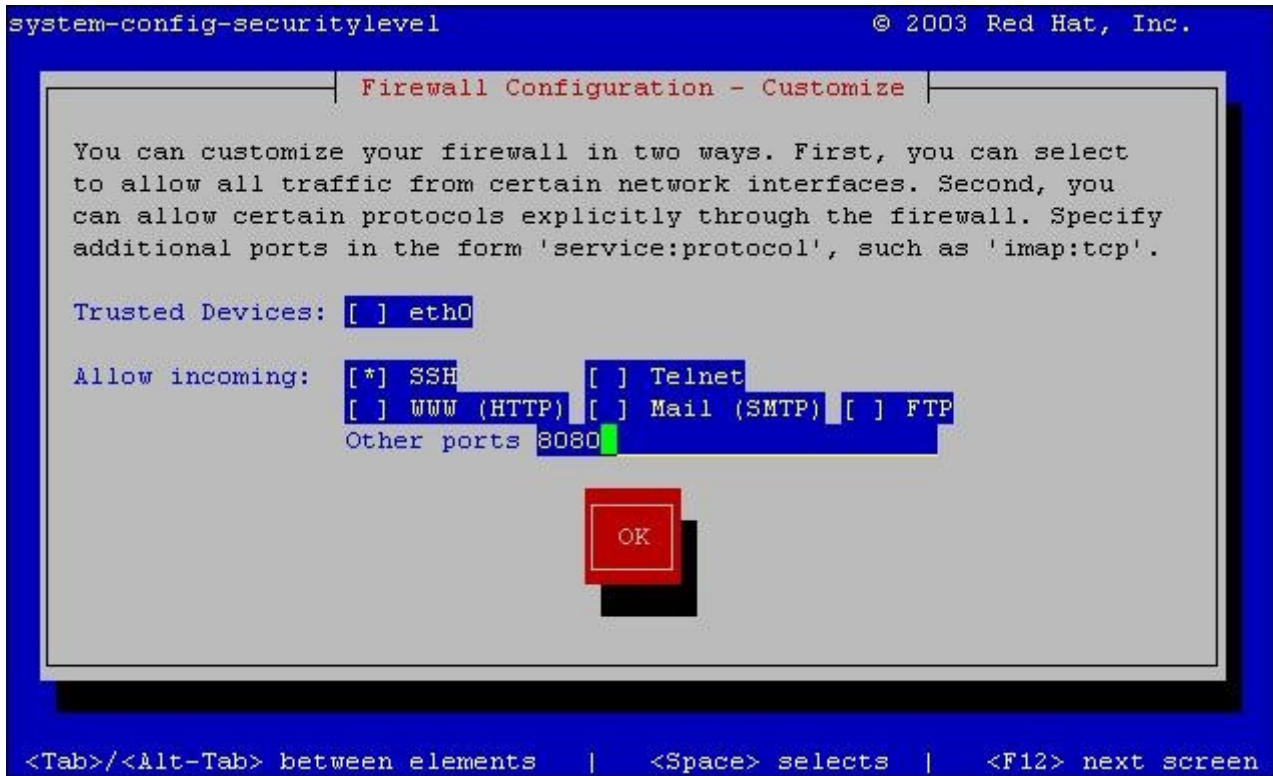 system-config-securitylevel © 2003 Red Hat, Inc.
Firewall Configuration - Customize
You can customize your firewall in two ways. First, you can select
to allow all traffic from certain network interfaces. Second, you
can allow certain protocols explicitly through the firewall. Specify
additional ports in the form 'service:protocol', such as 'imap:tcp'.
Trusted Devices: [ ] eth0
Allow incoming: [*] SSH [ ] Telnet
[ ] WWW (HTTP) [ ] Mail (SMTP) [ ] FTP
Other ports 8080
OK
<Tab>/<Alt-Tab> between elements | <Space> selects | <F12> next screen